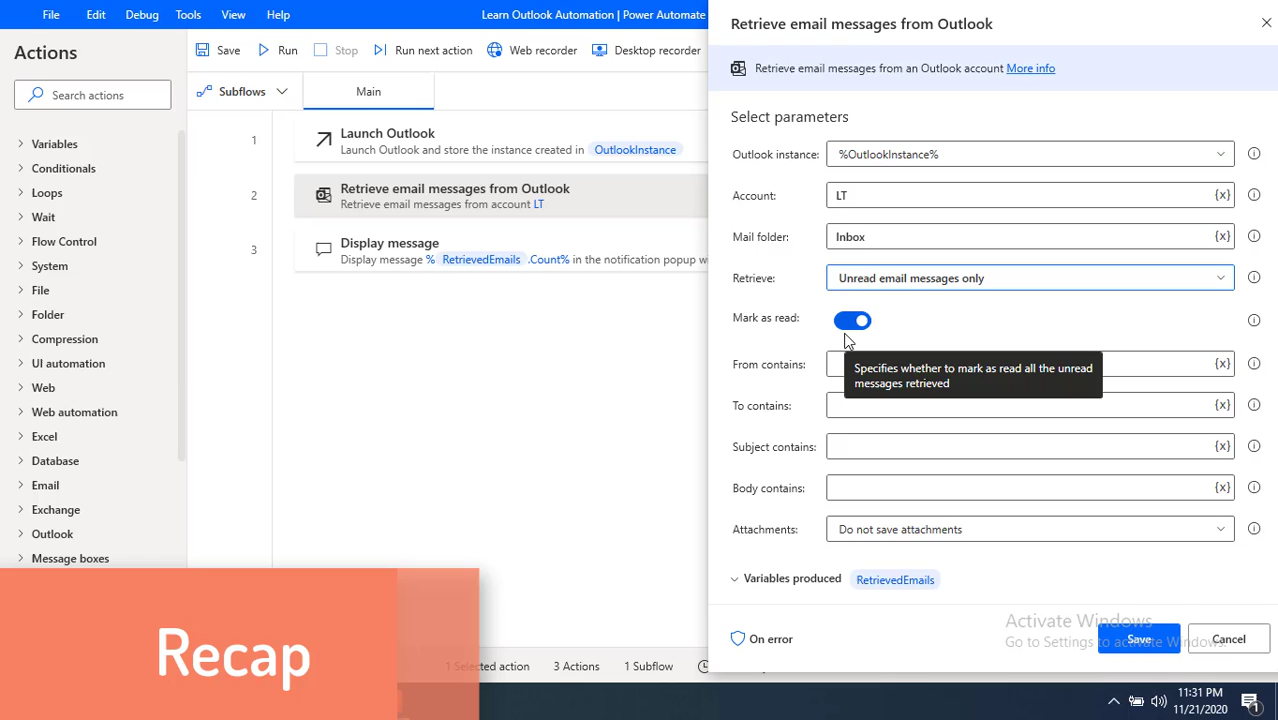 File Edit Debug Tools View Help
Learn Outlook Automation | Power Automate
Actions
Search actions
Variables
Conditionals
Loops
Wait
Flow Control
System
File
Folder
Computer
UI automation
Web
Web automation
Excel
Database
Email
Exchange
Outlook
Message boxes
Save Run Stop Run next action Web recorder Desktop recorder
Subflows Main
1
Launch Outlook
Launch Outlook and store the instance created in OutlookInstance
2
Retrieve email messages from Outlook
Retrieve email messages from account LT
3
Display message
Display message % RetrievedEmails .Count% in the notification popup wi
Retrieve email messages from Outlook
Retrieve email messages from an Outlook account More info
Select parameters
Outlook instance: %OutlookInstance%
Account: LT {x}
Mail folder: Inbox {x}
Retrieve: Unread email messages only
Mark as read:
Specifies whether to mark as read all the unread
messages retrieved
From contains: {x}
To contains: {x}
Subject contains: {x}
Body contains: {x}
Attachments: Do not save attachments
Variables produced RetrievedEmails
Activate Windows
Go to Settings to activate Windows.
On error Save Cancel
1 Selected action 3 Actions 1 Subflow
Recap
11:31 PM
11/21/2020
1